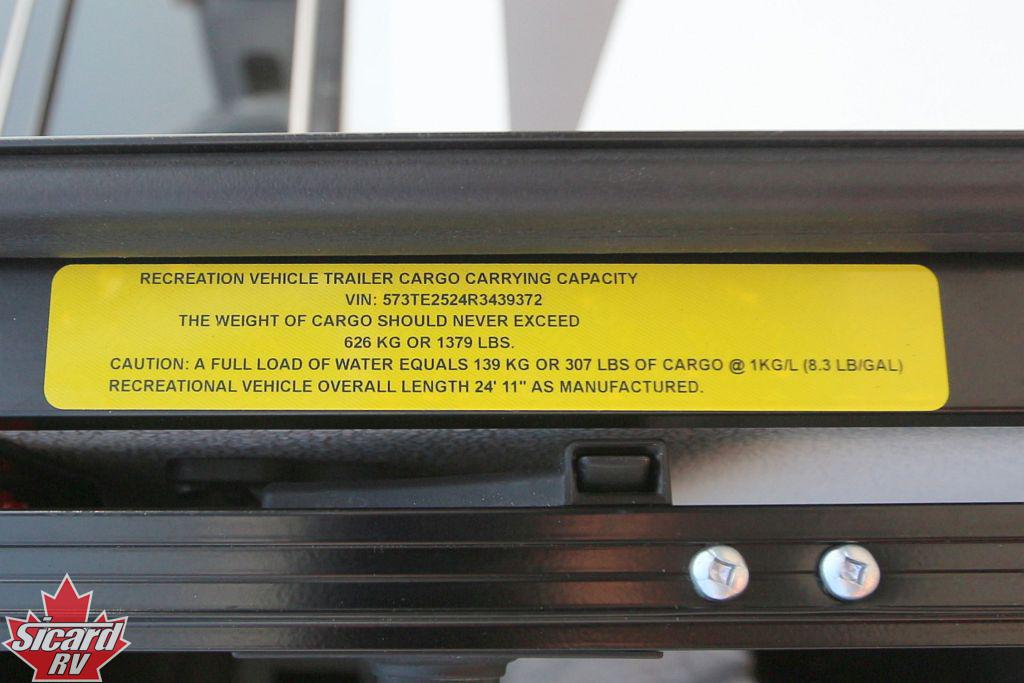 RECREATION VEHICLE TRAILER CARGO CARRYING CAPACITY
VIN: 573TE2524R3439372
THE WEIGHT OF CARGO SHOULD NEVER EXCEED
626 KG OR 1379 LBS.
CAUTION: A FULL LOAD OF WATER EQUALS 139 KG OR 307 LBS OF CARGO @ 1KG/L (8.3 LB/GAL)
RECREATIONAL VEHICLE OVERALL LENGTH 24' 11" AS MANUFACTURED.
Sicard
RV